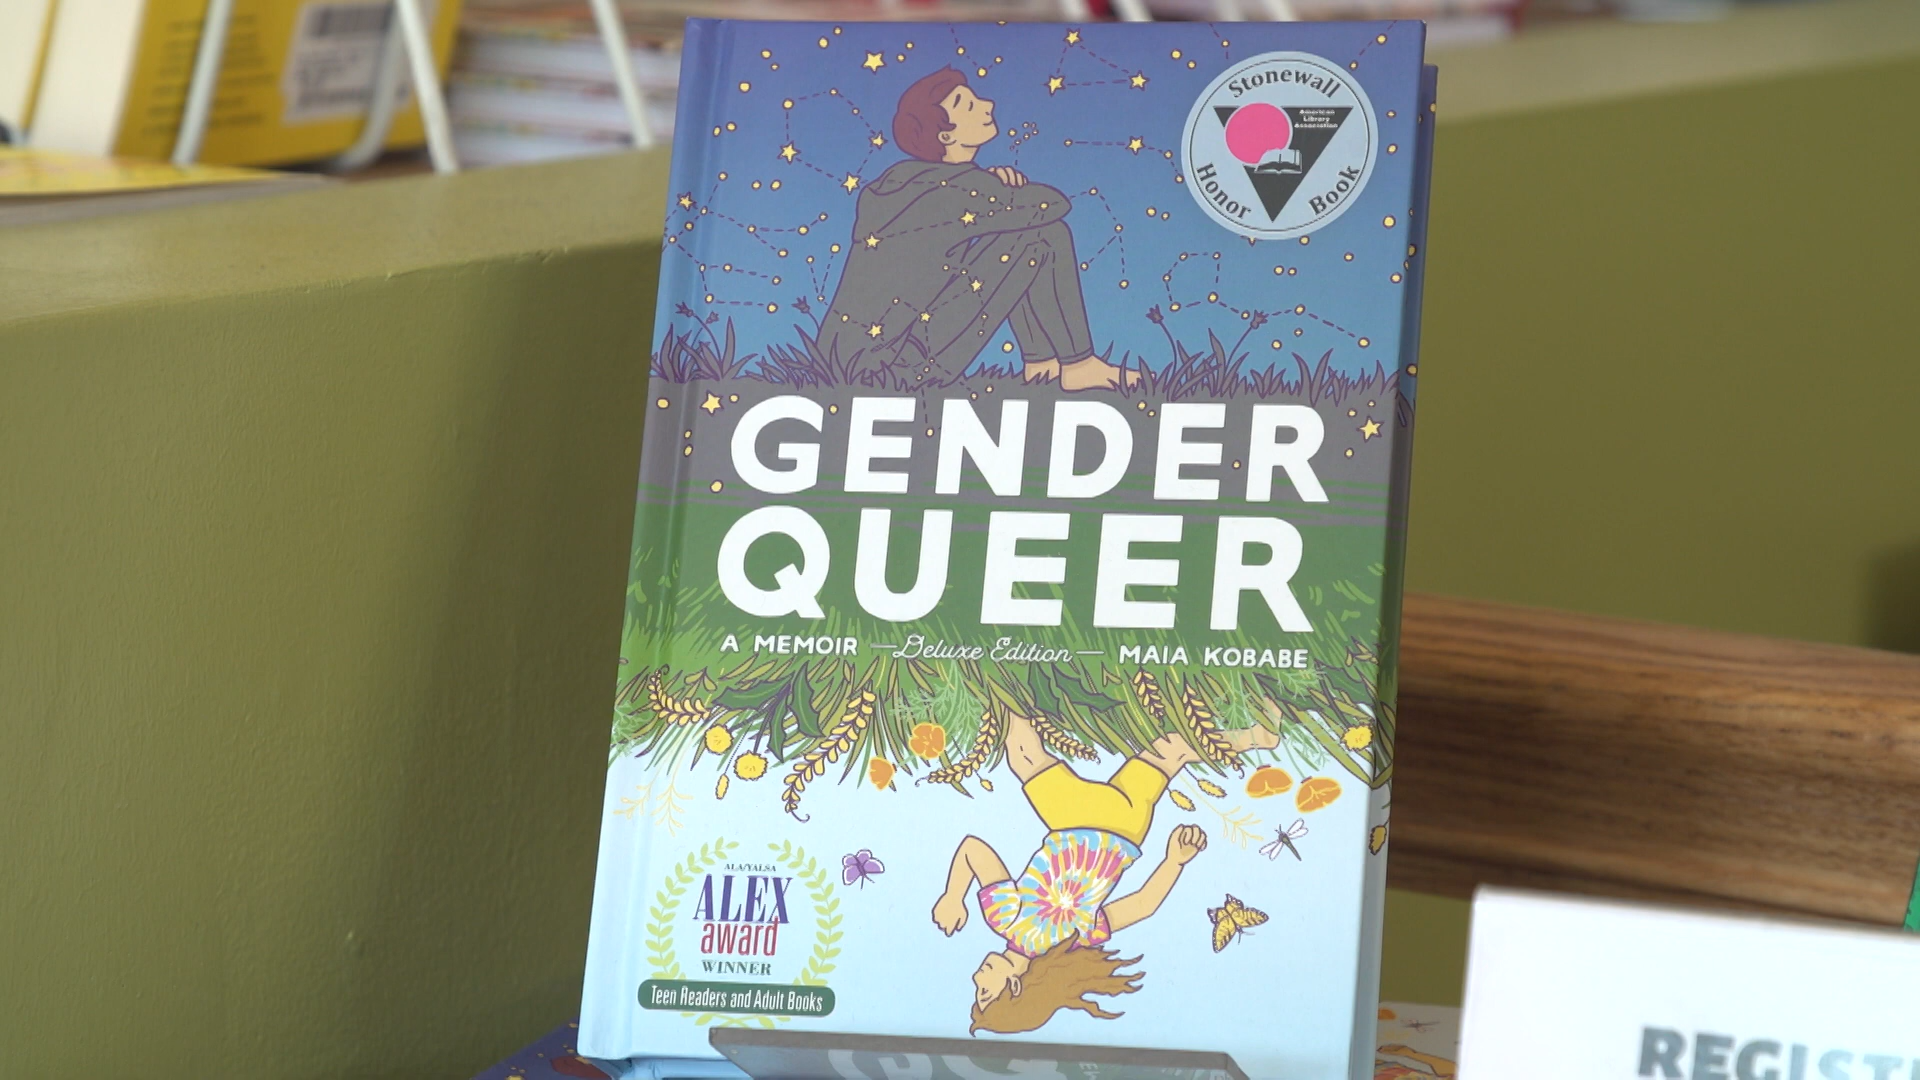 Stonewall
American
Library
Association
Honor Book
GENDER
QUEER
A MEMOIR —Deluxe Edition— MAIA KOBABE
ALA/YALSA
ALEX
award
WINNER
Teen Readers and Adult Books
REGIST